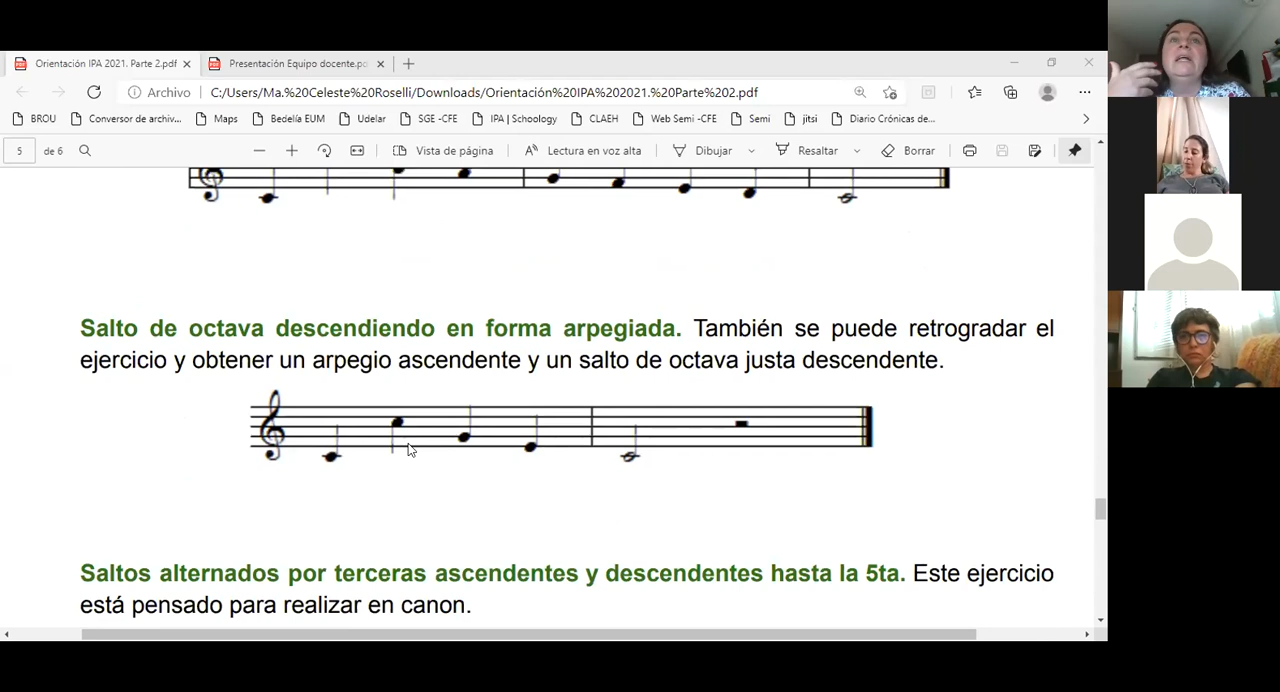 Orientación IPA 2021. Parte 2.pdf
Presentación Equipo docente.pdf
Archivo C:/Users/Ma.%20Celeste%20Roselli/Downloads/Orientación%20IPA%202021.%20Parte%202.pdf
BROU Conversor de archiv... Maps Bedelía EUM Udelar SGE -CFE IPA | Schoology CLAEH Web Semi -CFE Semi jitsi Diario Crónicas de...
5 de 6 Vista de página Lectura en voz alta Dibujar Resaltar Borrar
Salto de octava descendiendo en forma arpegiada. También se puede retrogradar el
ejercicio y obtener un arpegio ascendente y un salto de octava justa descendente.
Saltos alternados por terceras ascendentes y descendentes hasta la 5ta. Este ejercicio
está pensado para realizar en canon.